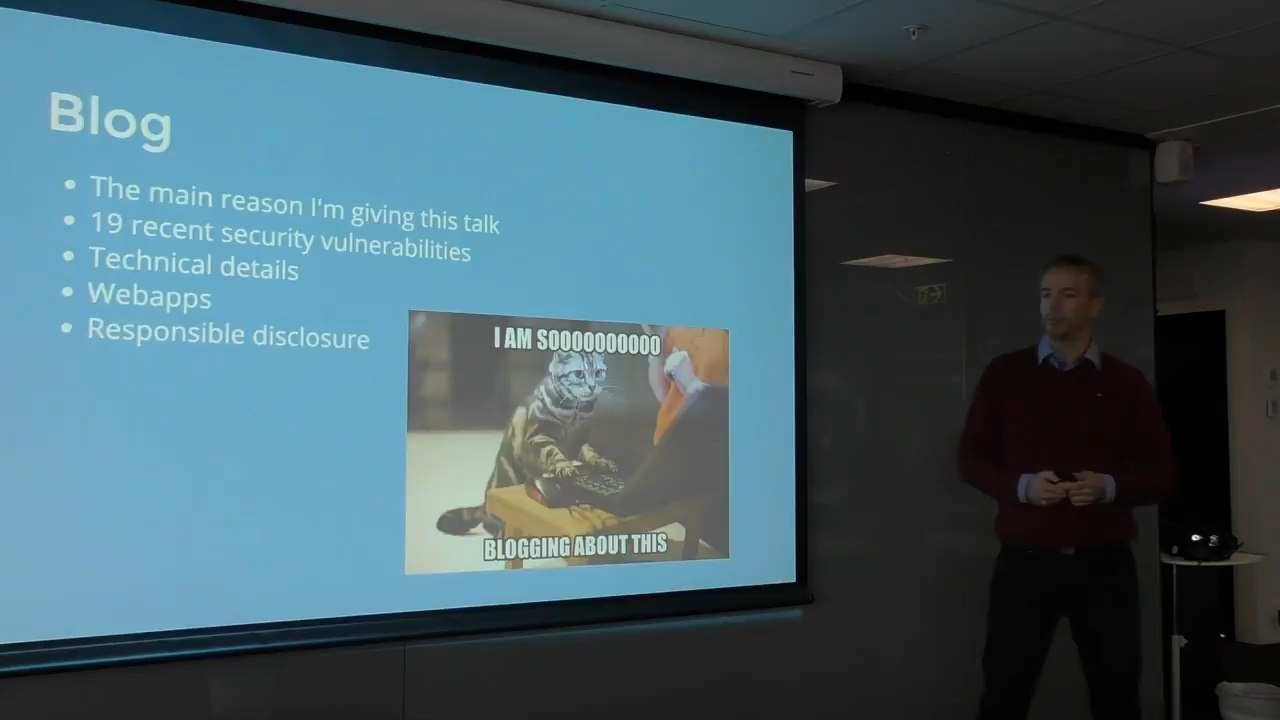 Blog
• The main reason I'm giving this talk
• 19 recent security vulnerabilities
• Technical details
• Webapps
• Responsible disclosure
I AM SOOOOOOOOOO
BLOGGING ABOUT THIS